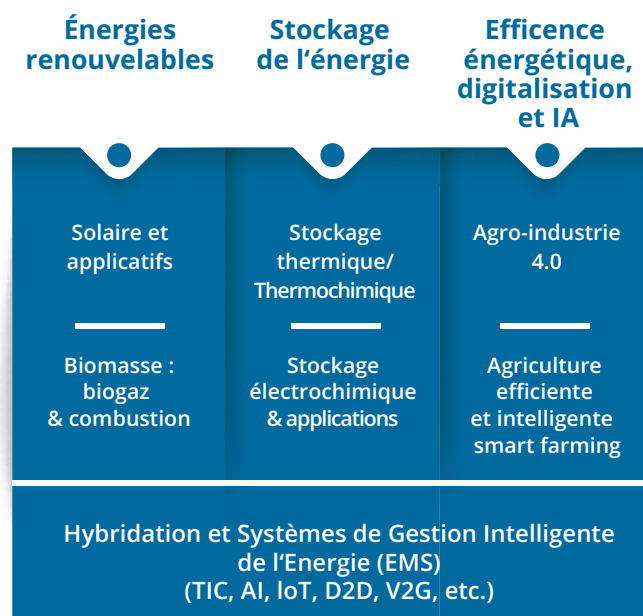 Énergies
renouvelables
Stockage
de l'énergie
Efficence
énergétique,
digitalisation
et IA
Solaire et
applicatifs
Biomasse :
biogaz
& combustion
Stockage
thermique/
Thermochimique
Stockage
électrochimique
& applications
Agro-industrie
4.0
Agriculture
efficiente
et intelligente
smart farming
Hybridation et Systèmes de Gestion Intelligente
de l'Energie (EMS)
(TIC, AI, IoT, D2D, V2G, etc.)